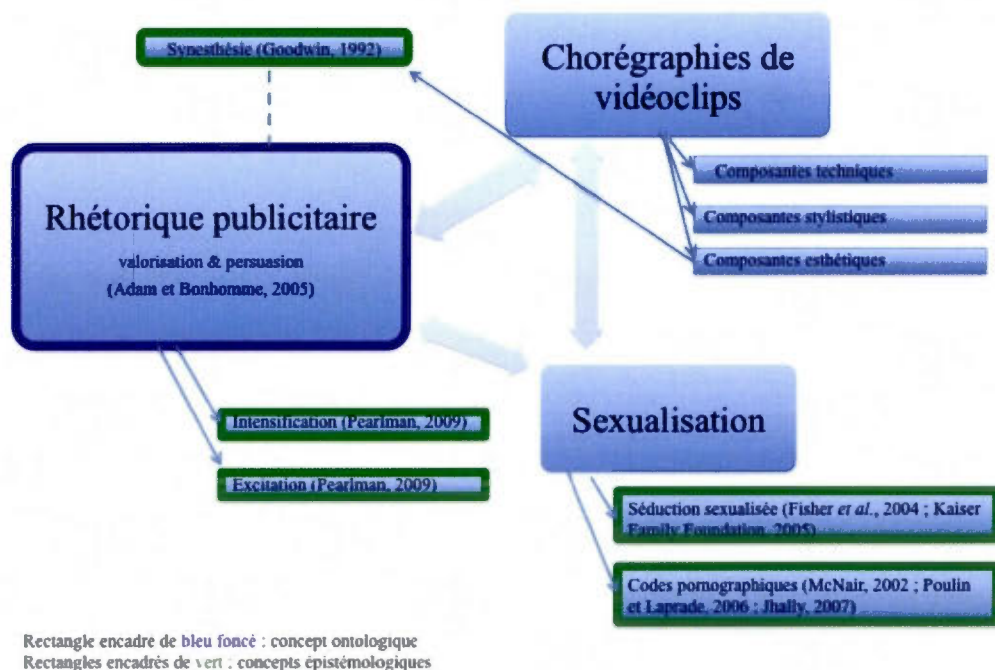 Synesthésie (Goodwin, 1992)
Chorégraphies de
vidéoclips
Composantes techniques
Composantes stylistiques
Composantes esthétiques
Rhétorique publicitaire
valorisation & persuasion
(Adam et Bonhomme, 2005)
Intensification (Pearlman, 2009)
Excitation (Pearlman, 2009)
Sexualisation
Séduction sexualisée (Fisher et al., 2004 ; Kaiser
Family Foundation, 2005)
Codes pornographiques (McNair, 2002 ; Poulin
et Laprade, 2006 ; Jhally, 2007)
Rectangle encadré de bleu foncé : concept ontologique
Rectangles encadrés de vert : concepts épistémologiques